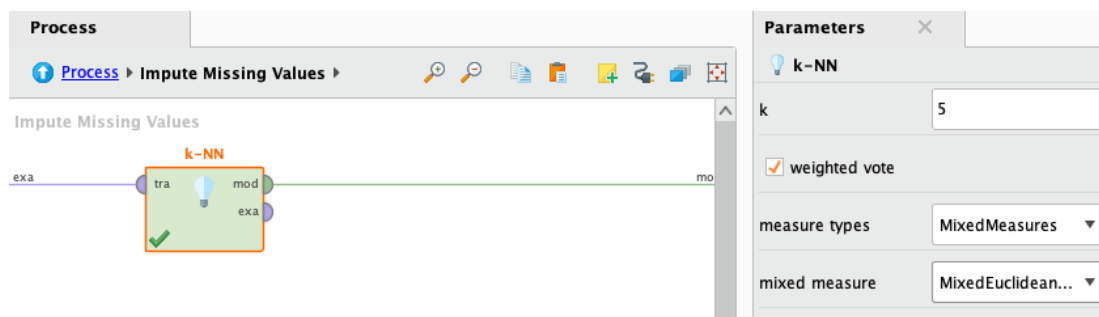 Process
Process ▸ Impute Missing Values ▸
Impute Missing Values
k-NN
exa
tra
mod
exa
mo
Parameters
k-NN
k
5
weighted vote
measure types
MixedMeasures
mixed measure
MixedEuclidean...